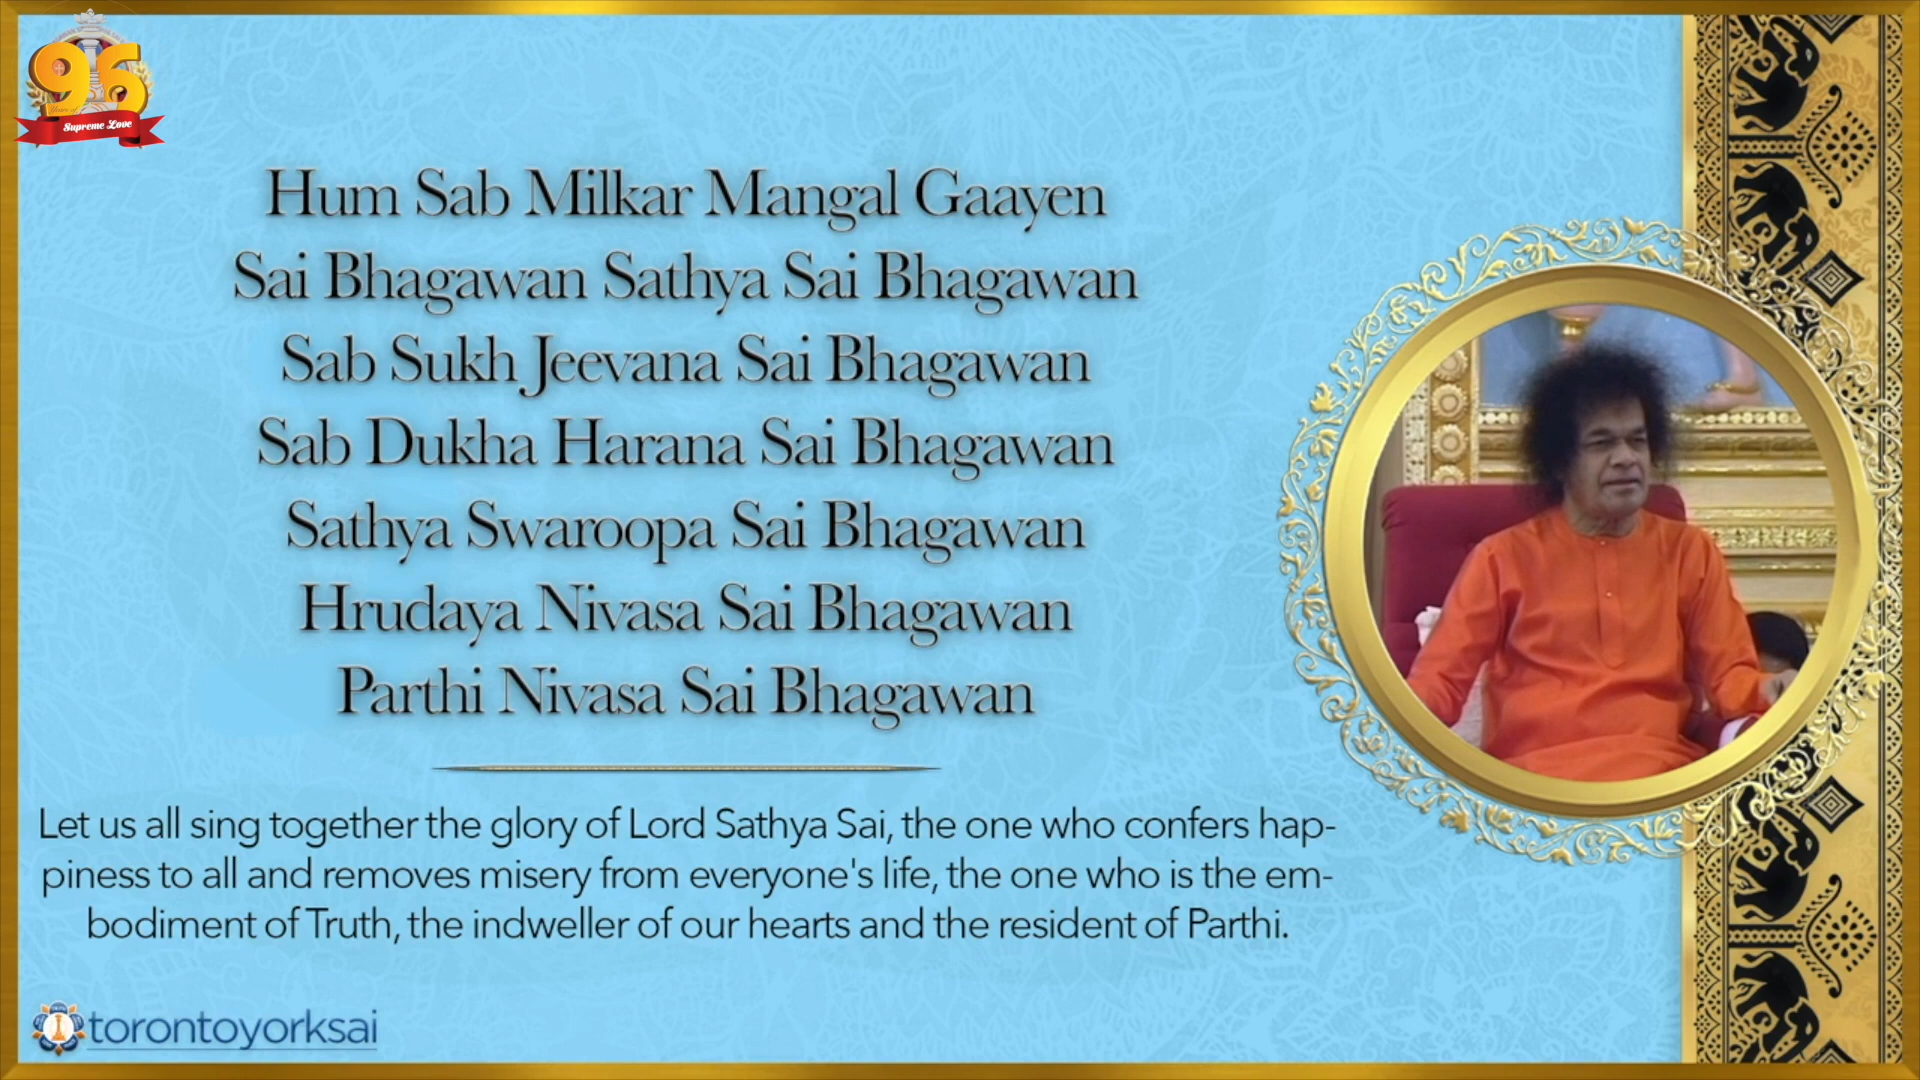 96
Years of
Supreme Love
Hum Sab Milkar Mangal Gaayen
Sai Bhagawan Sathya Sai Bhagawan
Sab Sukh Jeevana Sai Bhagawan
Sab Dukha Harana Sai Bhagawan
Sathya Swaroopa Sai Bhagawan
Hrudaya Nivasa Sai Bhagawan
Parthi Nivasa Sai Bhagawan
Let us all sing together the glory of Lord Sathya Sai, the one who confers hap-
piness to all and removes misery from everyone's life, the one who is the em-
bodiment of Truth, the indweller of our hearts and the resident of Parthi.
torontoyorksai